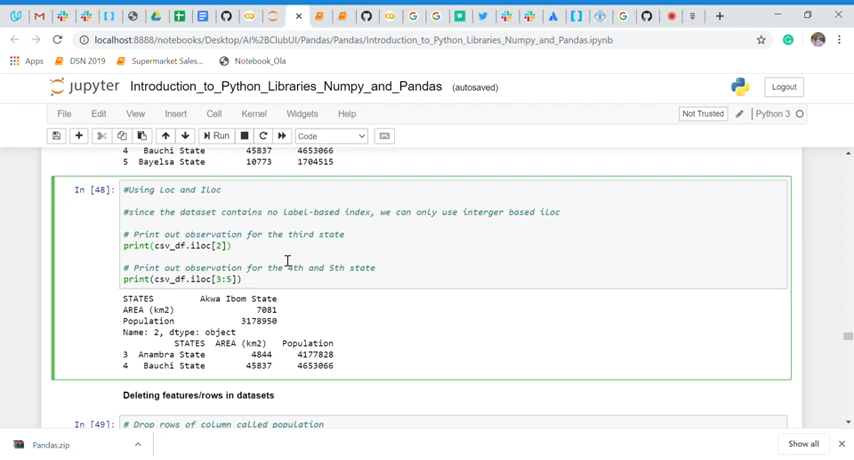 localhost:8888/notebooks/Desktop/AI%2BClubUI/Pandas/Pandas/Introduction_to_Python_Libraries_Numpy_and_Pandas.ipynb
Apps
DSN 2019
Supermarket Sales...
Notebook_Ola
jupyter Introduction_to_Python_Libraries_Numpy_and_Pandas (autosaved)
Logout
File Edit View Insert Cell Kernel Widgets Help
Not Trusted
Python 3
Run
Code
4 Bauchi State 45837 4653066
5 Bayelsa State 10773 1704515
In [48]:
#Using Loc and Iloc
#since the dataset contains no label-based index, we can only use interger based iloc
# Print out observation for the third state
print(csv_df.iloc[2])
# Print out observation for the 4th and 5th state
print(csv_df.iloc[3:5])
STATES Akwa Ibom State
AREA (km2) 7081
Population 3178950
Name: 2, dtype: object
STATES AREA (km2) Population
3 Anambra State 4844 4177828
4 Bauchi State 45837 4653066
Deleting features/rows in datasets
In [49]:
# Drop rows of column called population
Pandas.zip
Show all